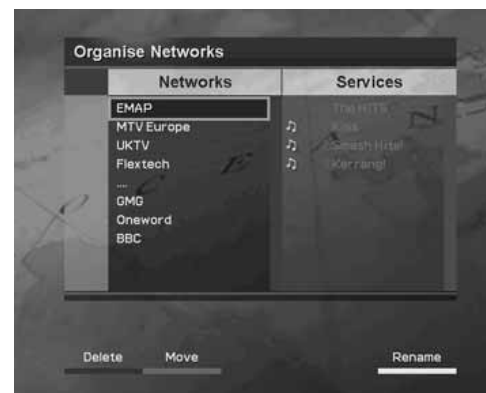 Organise Networks
Networks Services
EMAP The HITS
MTV Europe Kiss
UKTV Smash Hits!
Flextech Kerrang!
....
GMG
Oneword
BBC
Delete Move Rename